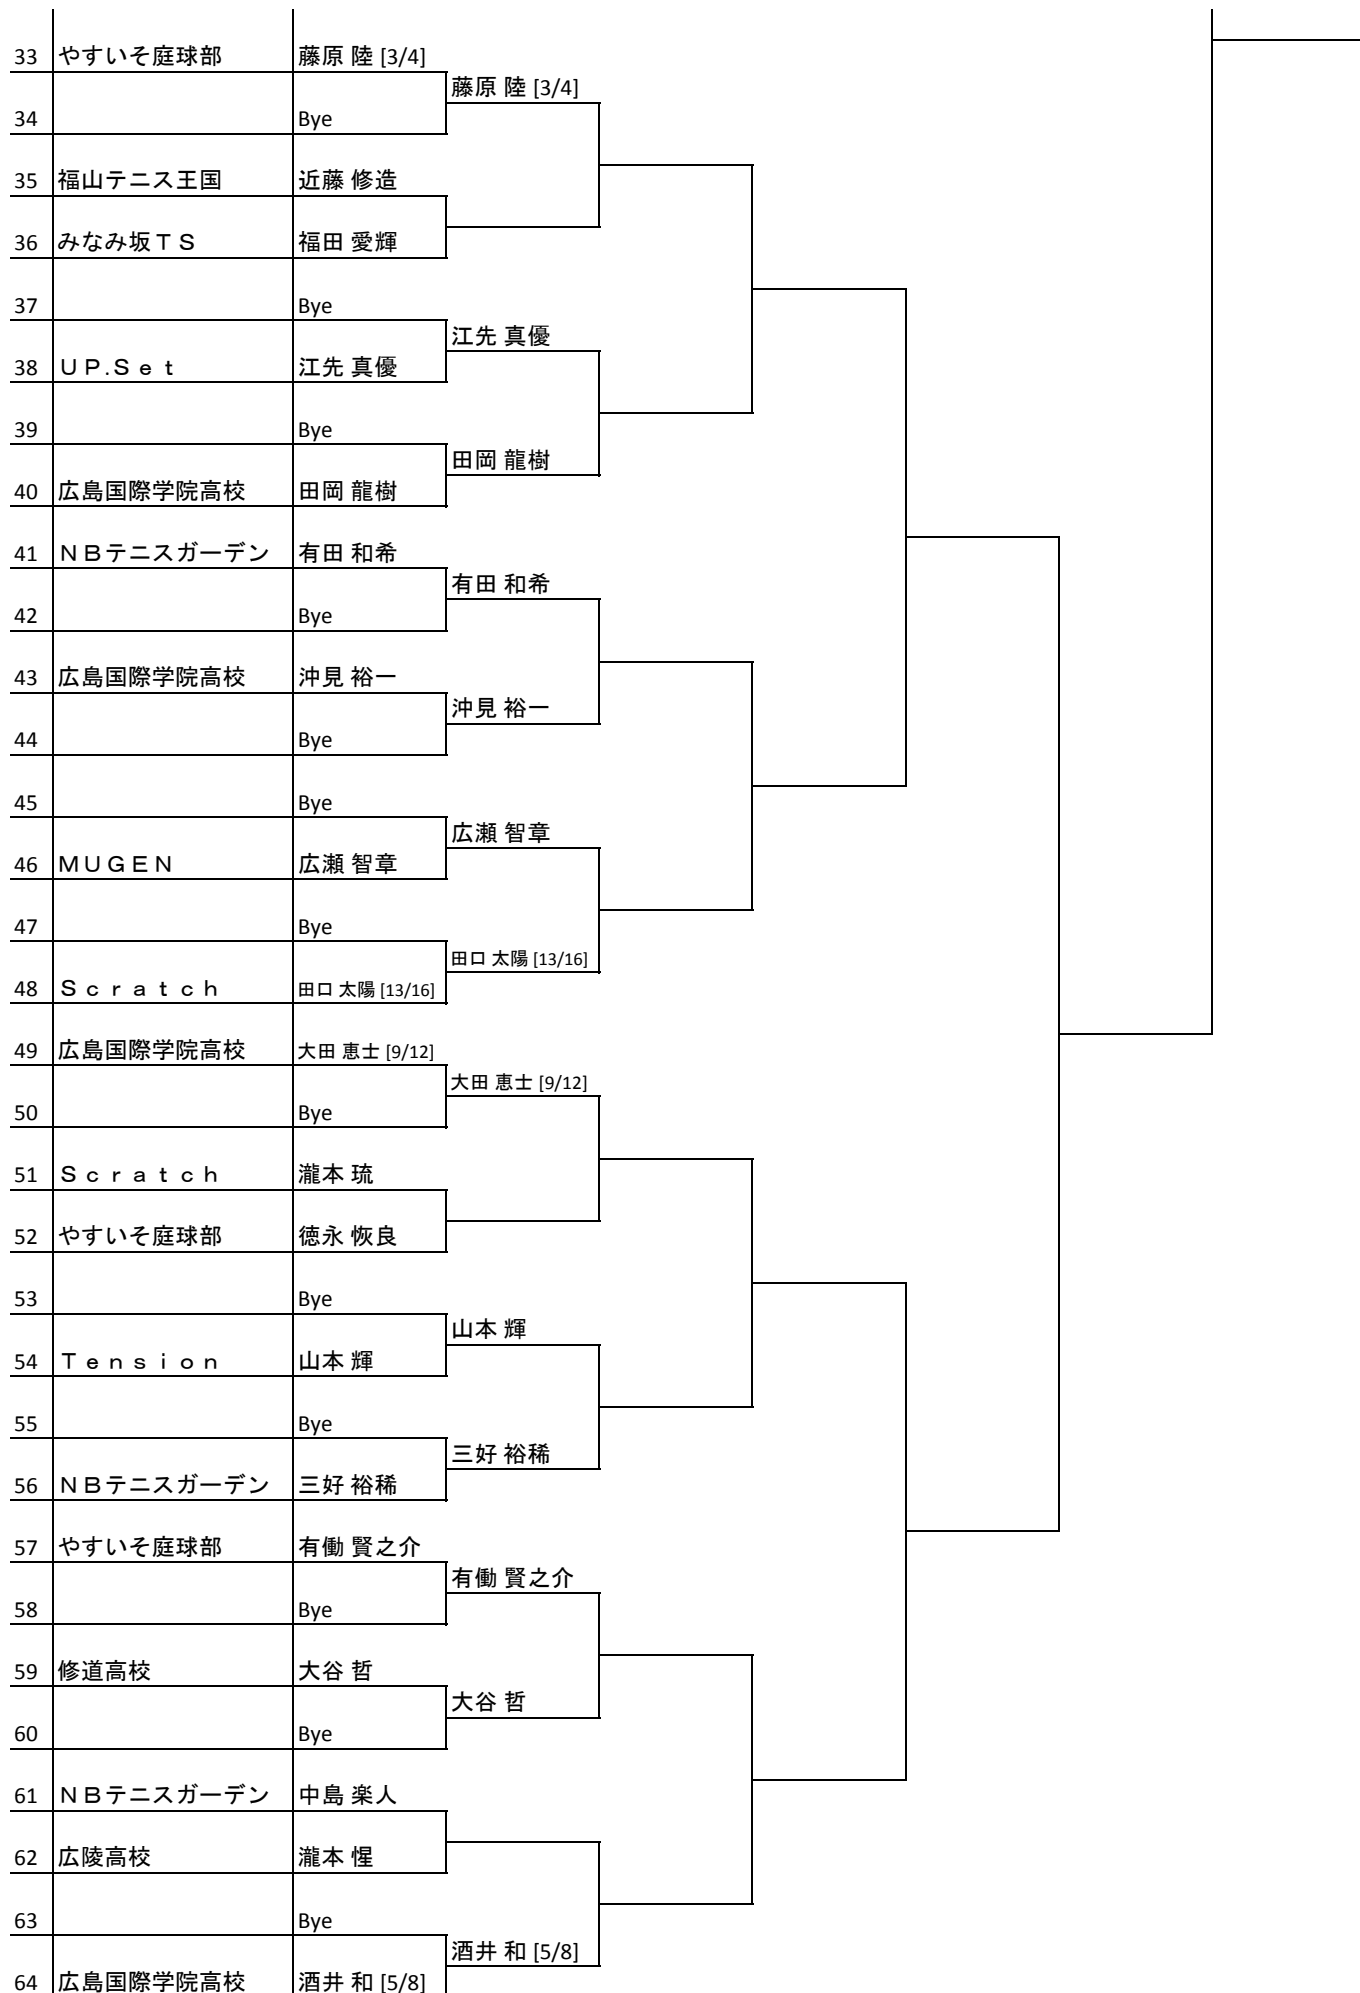 33 やすいそ庭球部 藤原 陸 [3/4]
藤原 陸 [3/4]
34 Bye
35 福山テニス王国 近藤 修造
36 みなみ坂ＴＳ 福田 愛輝
37 Bye
江先 真優
38 ＵＰ.Ｓｅｔ 江先 真優
39 Bye
田岡 龍樹
40 広島国際学院高校 田岡 龍樹
41 ＮＢテニスガーデン 有田 和希
有田 和希
42 Bye
43 広島国際学院高校 沖見 裕一
沖見 裕一
44 Bye
45 Bye
広瀬 智章
46 ＭＵＧＥＮ 広瀬 智章
47 Bye
田口 太陽 [13/16]
48 Ｓｃｒａｔｃｈ 田口 太陽 [13/16]
49 広島国際学院高校 大田 恵士 [9/12]
大田 恵士 [9/12]
50 Bye
51 Ｓｃｒａｔｃｈ 瀧本 琉
52 やすいそ庭球部 徳永 恢良
53 Bye
山本 輝
54 Ｔｅｎｓｉｏｎ 山本 輝
55 Bye
三好 裕稀
56 ＮＢテニスガーデン 三好 裕稀
57 やすいそ庭球部 有働 賢之介
有働 賢之介
58 Bye
59 修道高校 大谷 哲
大谷 哲
60 Bye
61 ＮＢテニスガーデン 中島 楽人
62 広陵高校 瀧本 惺
63 Bye
酒井 和 [5/8]
64 広島国際学院高校 酒井 和 [5/8]